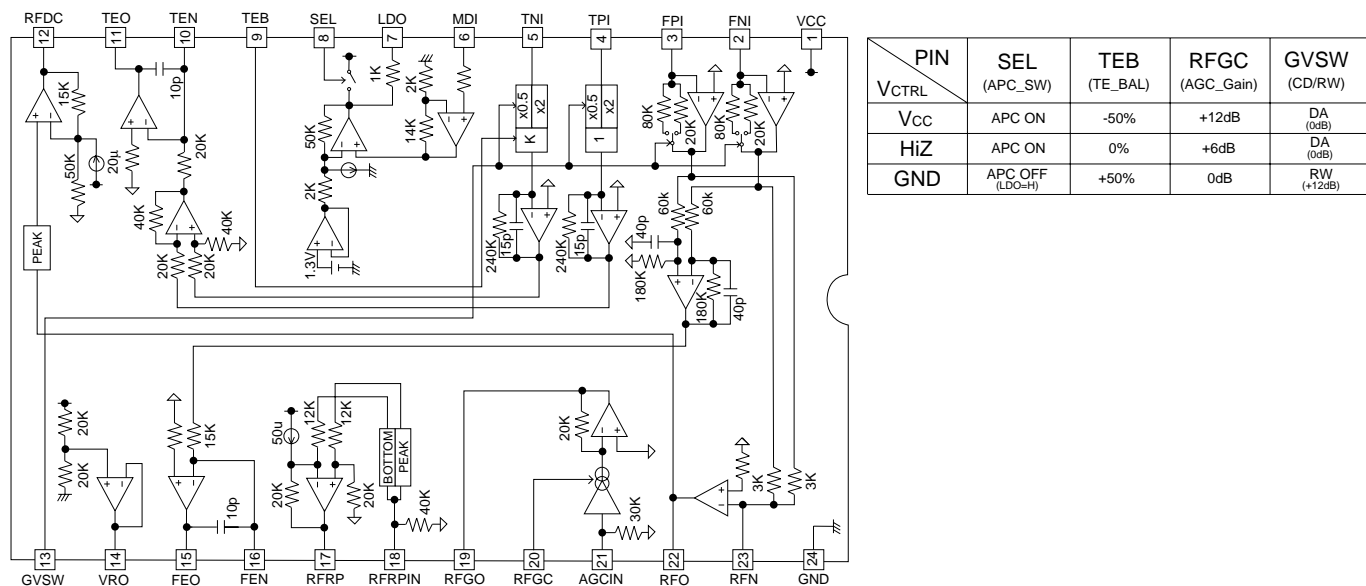 RFDC TEO TEN TEB SEL LDO MDI TNI TPI FPI FNI VCC
12 11 10 9 8 7 6 5 4 3 2 1
15K
50K
20μ
10p
20K
40K
40K
20K
20K
PEAK
1K
2K
50K
14K
2K
1.3V
x0.5
x2
K
x0.5
x2
1
240K
15p
240K
15p
80K
20K
80K
20K
60k
60k
40p
180K
180K
40p
20K
20K
15K
10p
50u
12K
12K
20K
20K
BOTTOM
PEAK
40K
20K
30K
3K
3K
13 14 15 16 17 18 19 20 21 22 23 24
GVSW VRO FEO FEN RFRP RFRPIN RFGO RFGC AGCIN RFO RFN GND
PIN SEL TEB RFGC GVSW
VCTRL (APC_SW) (TE_BAL) (AGC_Gain) (CD/RW)
VCC APC ON -50% +12dB DA
(0dB)
HiZ APC ON 0% +6dB DA
(0dB)
GND APC OFF +50% 0dB RW
(LDO=H) (+12dB)